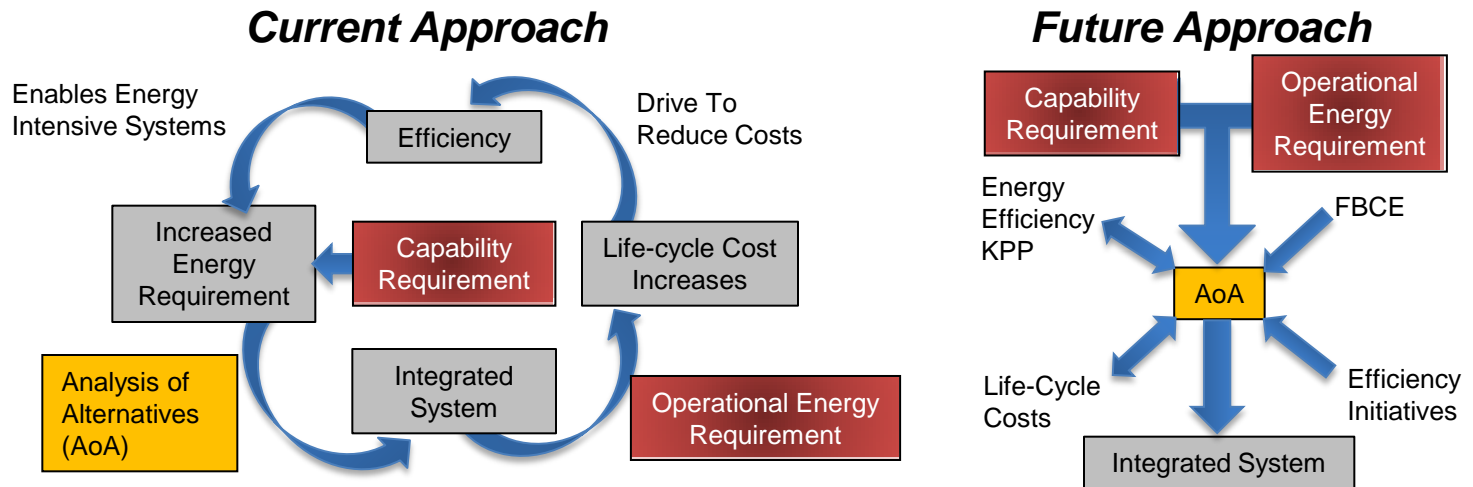 Current Approach
Enables Energy
Intensive Systems
Efficiency
Drive To
Reduce Costs
Increased
Energy
Requirement
Capability
Requirement
Life-cycle Cost
Increases
Analysis of
Alternatives
(AoA)
Integrated
System
Operational Energy
Requirement
Future Approach
Capability
Requirement
Operational
Energy
Requirement
Energy
Efficiency
KPP
FBCE
AoA
Life-Cycle
Costs
Efficiency
Initiatives
Integrated System